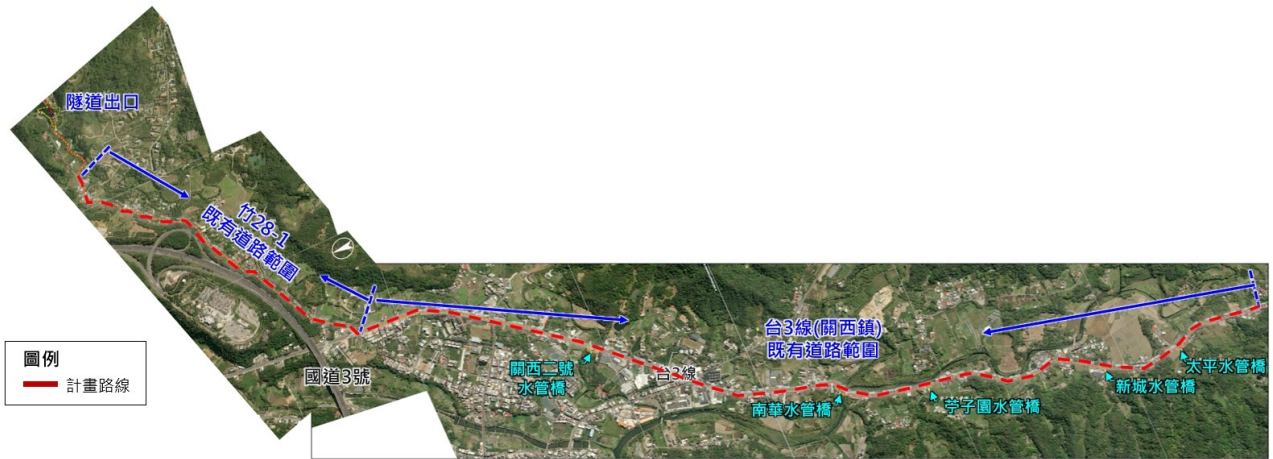 隧道出口
竹28-1
既有道路範圍
台3線(關西鎮)
既有道路範圍
關西二號
水管橋
國道3號
台3線
南華水管橋
苧子園水管橋
新城水管橋
太平水管橋
圖例
計畫路線